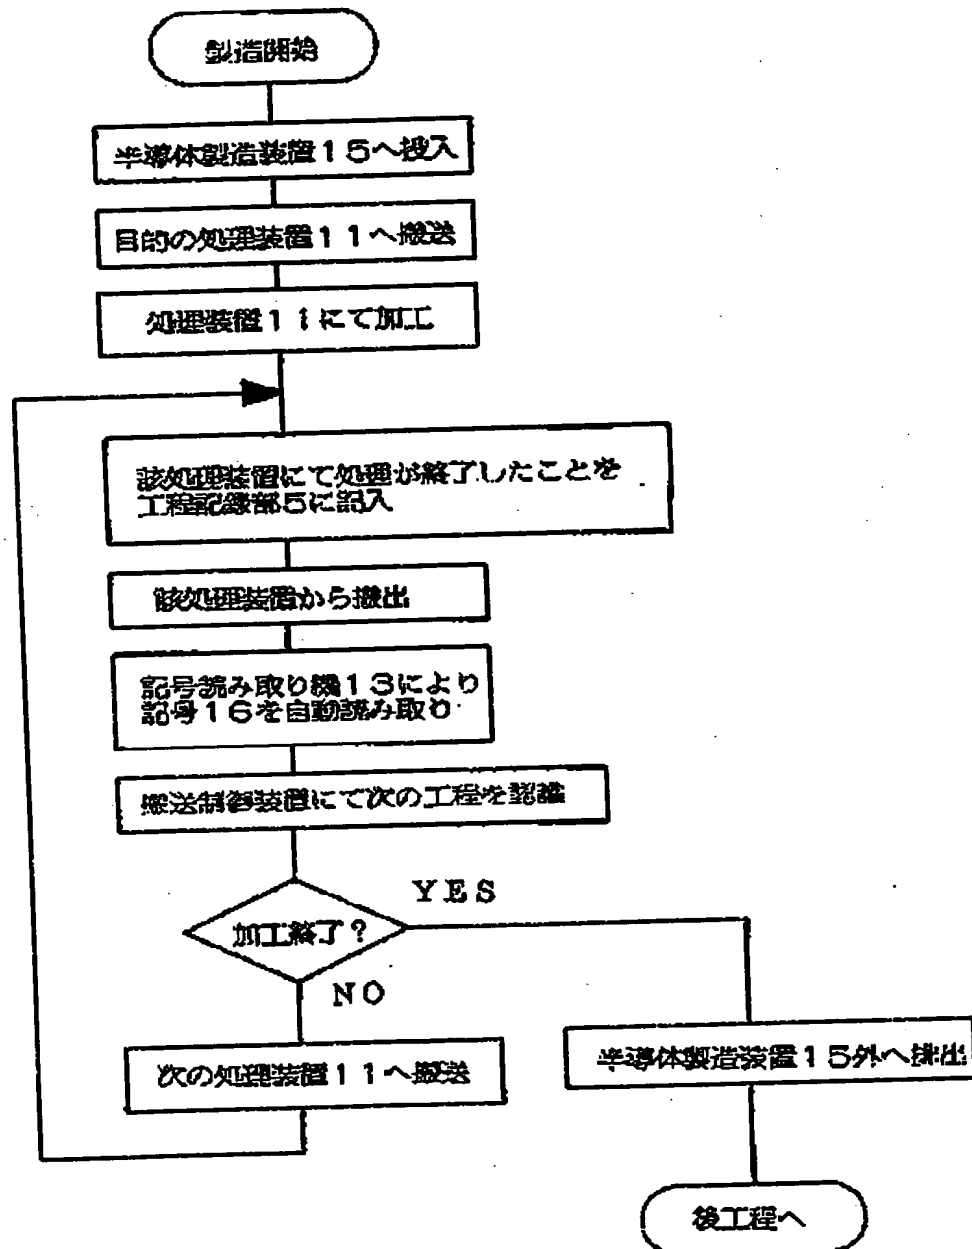 製造開始
半導体製造装置15へ投入
目的の処理装置11へ搬送
処理装置11にて加工
該処理装置にて処理が終了したことを
工程記録部5に記入
該処理装置から搬出
記号読み取り機13により
記号16を自動読み取り
搬送制御装置にて次の工程を認識
加工終了?
YES
NO
次の処理装置11へ搬送
半導体製造装置15外へ排出
後工程へ